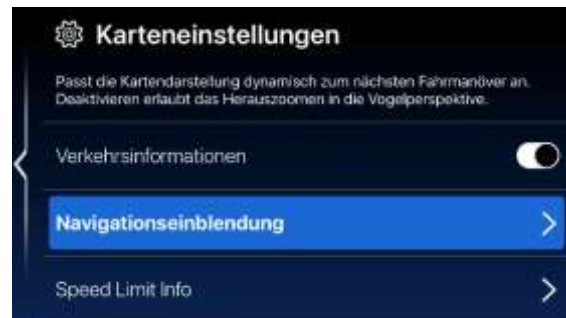 Karteneinstellungen
Passt die Kartendarstellung dynamisch zum nächsten Fahrmanöver an.
Deaktivieren erlaubt das Herauszoomen in die Vogelperspektive.
Verkehrsinformationen
Navigationseinblendung
Speed Limit Info